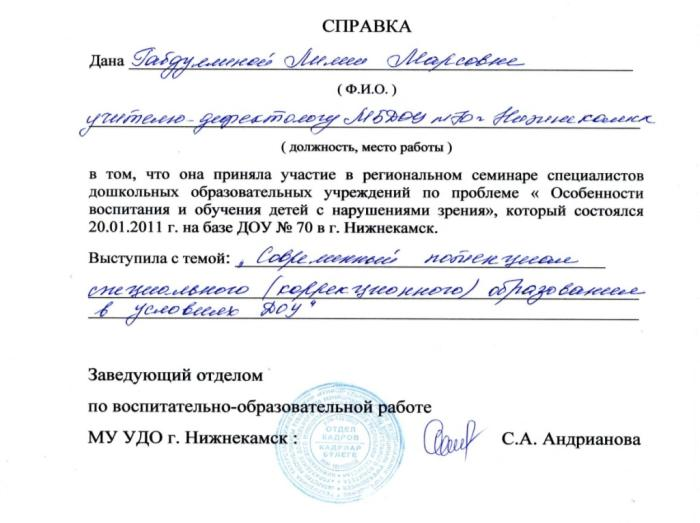 СПРАВКА
Дана Габдуллиной Лилии Марсовне
( Ф.И.О. )
учителю-дефектологу МБДОУ №70 г Нижнекамска
( должность, место работы )
в том, что она приняла участие в региональном семинаре специалистов
дошкольных образовательных учреждений по проблеме « Особенности
воспитания и обучения детей с нарушениями зрения», который состоялся
20.01.2011 г. на базе ДОУ № 70 в г. Нижнекамск.
Выступила с темой: „Современный потенциал
специального (коррекционного) образования
в условиях ДОУ"
Заведующий отделом
по воспитательно-образовательной работе
МУ УДО г. Нижнекамск :
С.А. Андрианова
ОТДЕЛ
КАДРОВ
КАДРЛАР
БҮЛЕГЕ